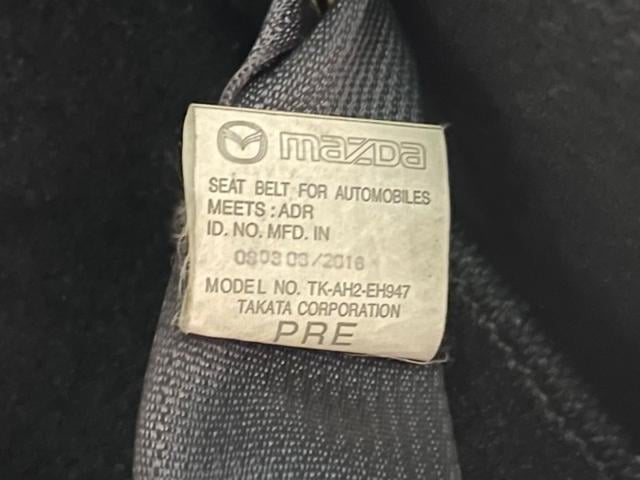 mazda
SEAT BELT FOR AUTOMOBILES
MEETS : ADR
ID. NO. MFD. IN
0803 03/2016
MODEL NO. TK-AH2-EH947
TAKATA CORPORATION
PRE